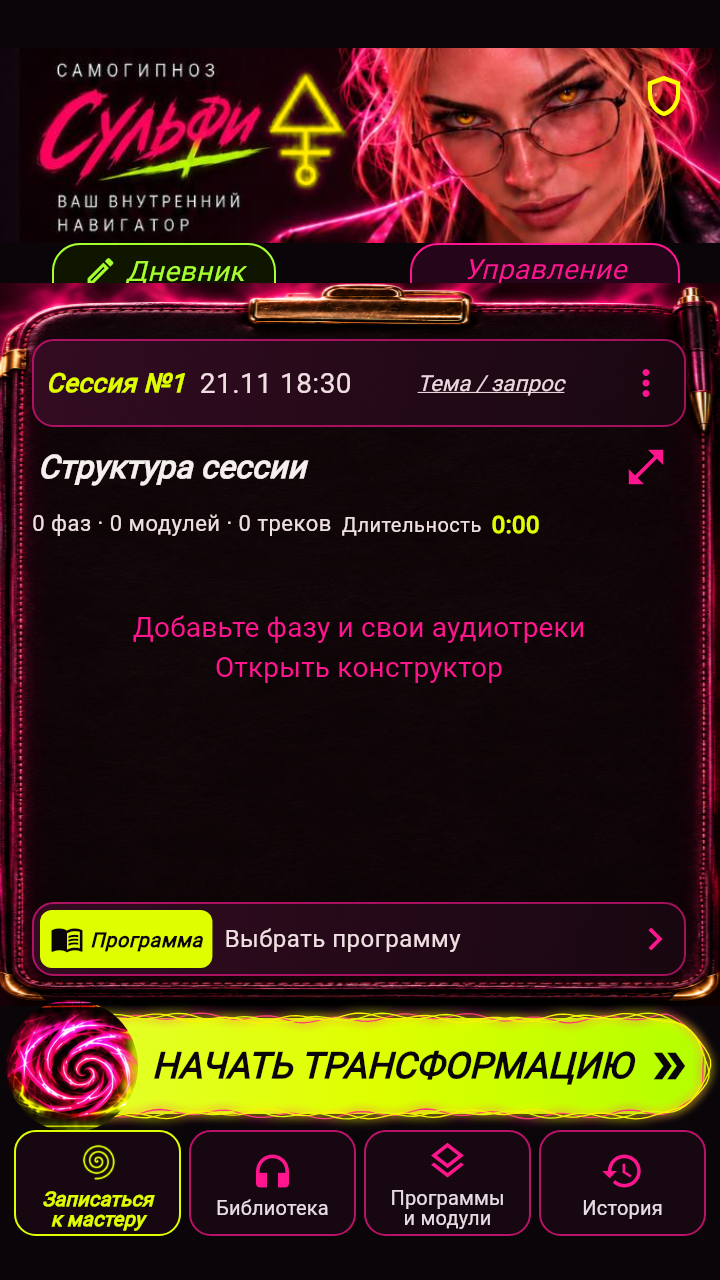 САМОГИПНОЗ
Сульфи
ВАШ ВНУТРЕННИЙ
НАВИГАТОР
Дневник
Управление
Сессия №1 21.11 18:30 Тема / запрос
Структура сессии
0 фаз · 0 модулей · 0 треков Длительность 0:00
Добавьте фазу и свои аудиотреки
Открыть конструктор
Программа Выбрать программу
НАЧАТЬ ТРАНСФОРМАЦИЮ »
Записаться
к мастеру
Библиотека
Программы
и модули
История